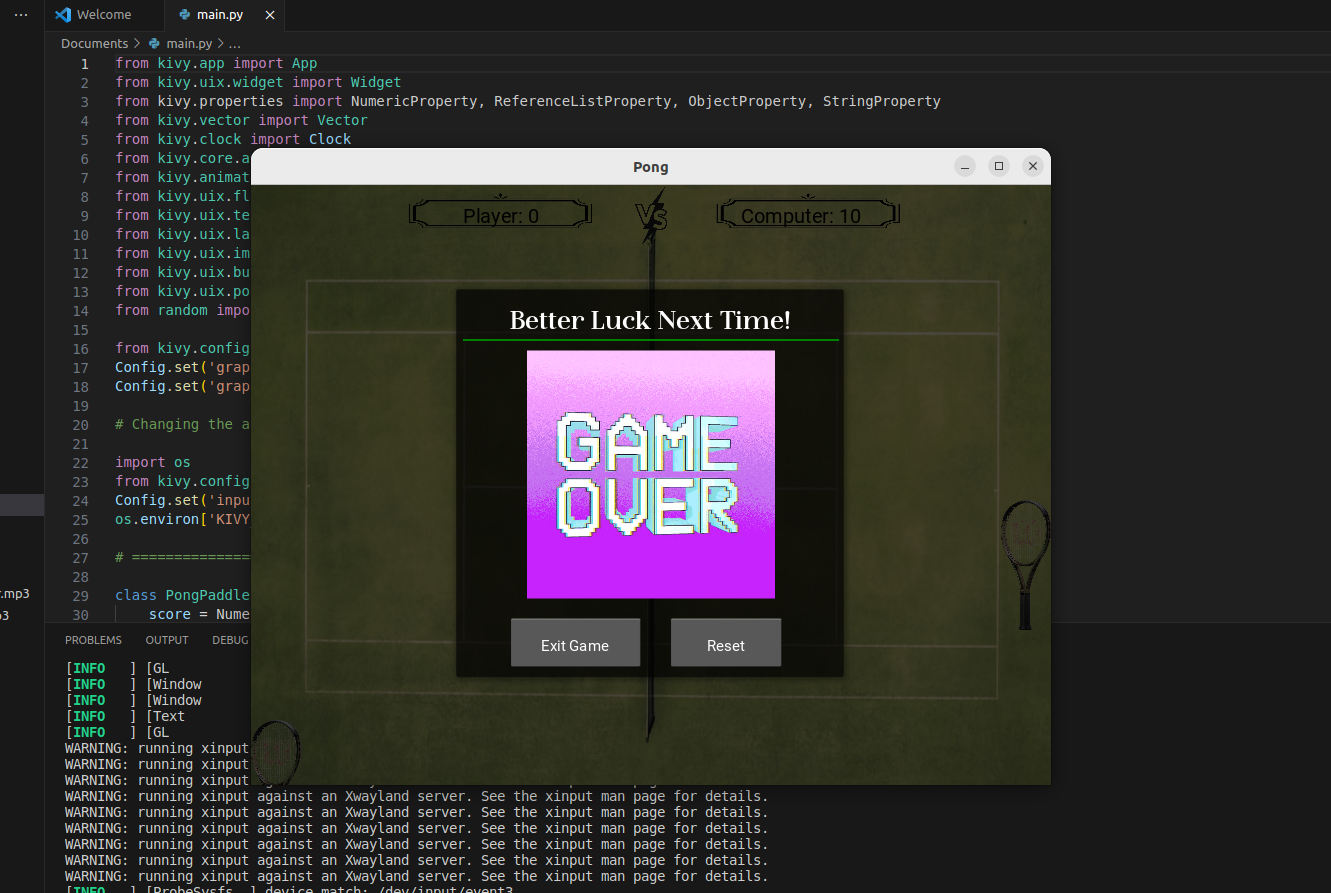 Welcome
main.py
Documents > main.py > ...
1 from kivy.app import App
2 from kivy.uix.widget import Widget
3 from kivy.properties import NumericProperty, ReferenceListProperty, ObjectProperty, StringProperty
4 from kivy.vector import Vector
5 from kivy.clock import Clock
6 from kivy.core.a
7 from kivy.animat
8 from kivy.uix.fl
9 from kivy.uix.te
10 from kivy.uix.la
11 from kivy.uix.im
12 from kivy.uix.bu
13 from kivy.uix.po
14 from random impo
15
16 from kivy.config
17 Config.set('grap
18 Config.set('grap
19
20 # Changing the a
21
22 import os
23 from kivy.config
24 Config.set('inpu
25 os.environ['KIVY
26
27 # ==============
28
29 class PongPaddle
30 score = Nume
.mp3
Pong
Player: 0
VS
Computer: 10
Better Luck Next Time!
GAME
OVER
Exit Game
Reset
PROBLEMS OUTPUT DEBUG
[INFO ] [GL
[INFO ] [Window
[INFO ] [Window
[INFO ] [Text
[INFO ] [GL
WARNING: running xinput
WARNING: running xinput
WARNING: running xinput
WARNING: running xinput against an Xwayland server. See the xinput man page for details.
WARNING: running xinput against an Xwayland server. See the xinput man page for details.
WARNING: running xinput against an Xwayland server. See the xinput man page for details.
WARNING: running xinput against an Xwayland server. See the xinput man page for details.
WARNING: running xinput against an Xwayland server. See the xinput man page for details.
WARNING: running xinput against an Xwayland server. See the xinput man page for details.
[INFO ] [ProbeSysfs ] device match: /dev/input/event3